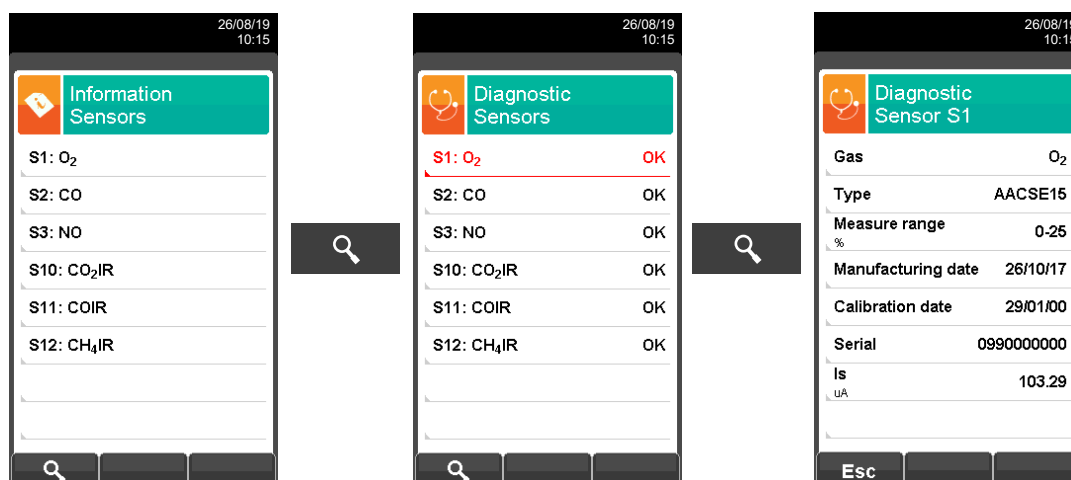 26/08/19
10:15
Information
Sensors
S1: O₂
S2: CO
S3: NO
S10: CO₂IR
S11: COIR
S12: CH₄IR
26/08/19
10:15
Diagnostic
Sensors
S1: O₂ OK
S2: CO OK
S3: NO OK
S10: CO₂IR OK
S11: COIR OK
S12: CH₄IR OK
26/08/19
10:15
Diagnostic
Sensor S1
Gas O₂
Type AACSE15
Measure range 0-25
%
Manufacturing date 26/10/17
Calibration date 29/01/00
Serial 0990000000
Is 103.29
uA
Esc